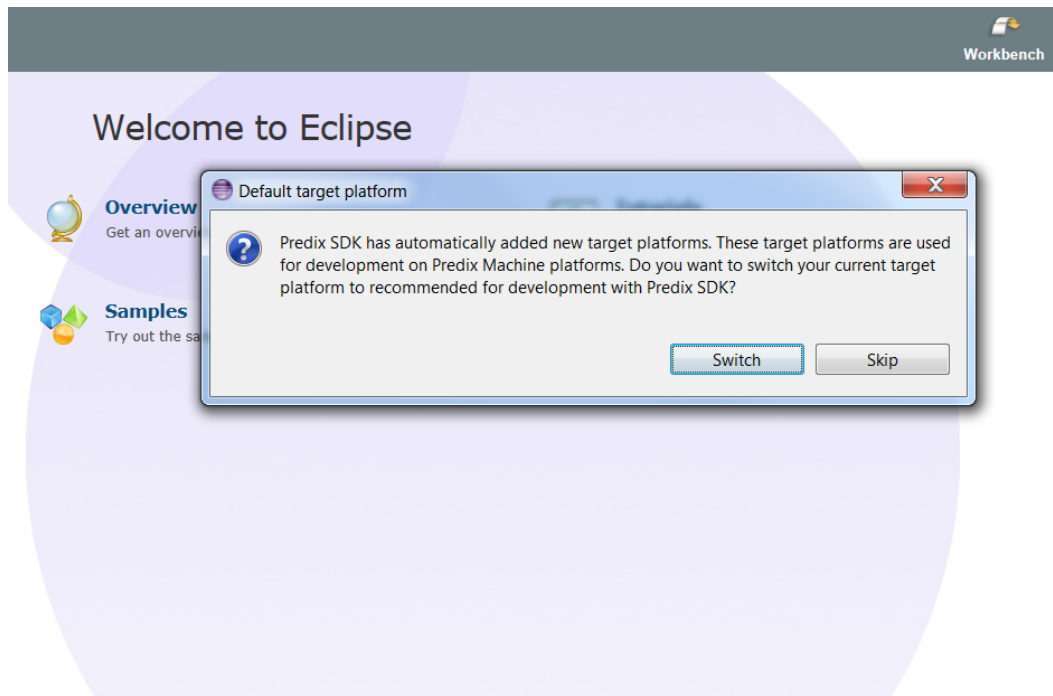 Workbench
Welcome to Eclipse
Default target platform
X
Overview
Get an overvi
Predix SDK has automatically added new target platforms. These target platforms are used
for development on Predix Machine platforms. Do you want to switch your current target
platform to recommended for development with Predix SDK?
Samples
Try out the sa
Switch
Skip